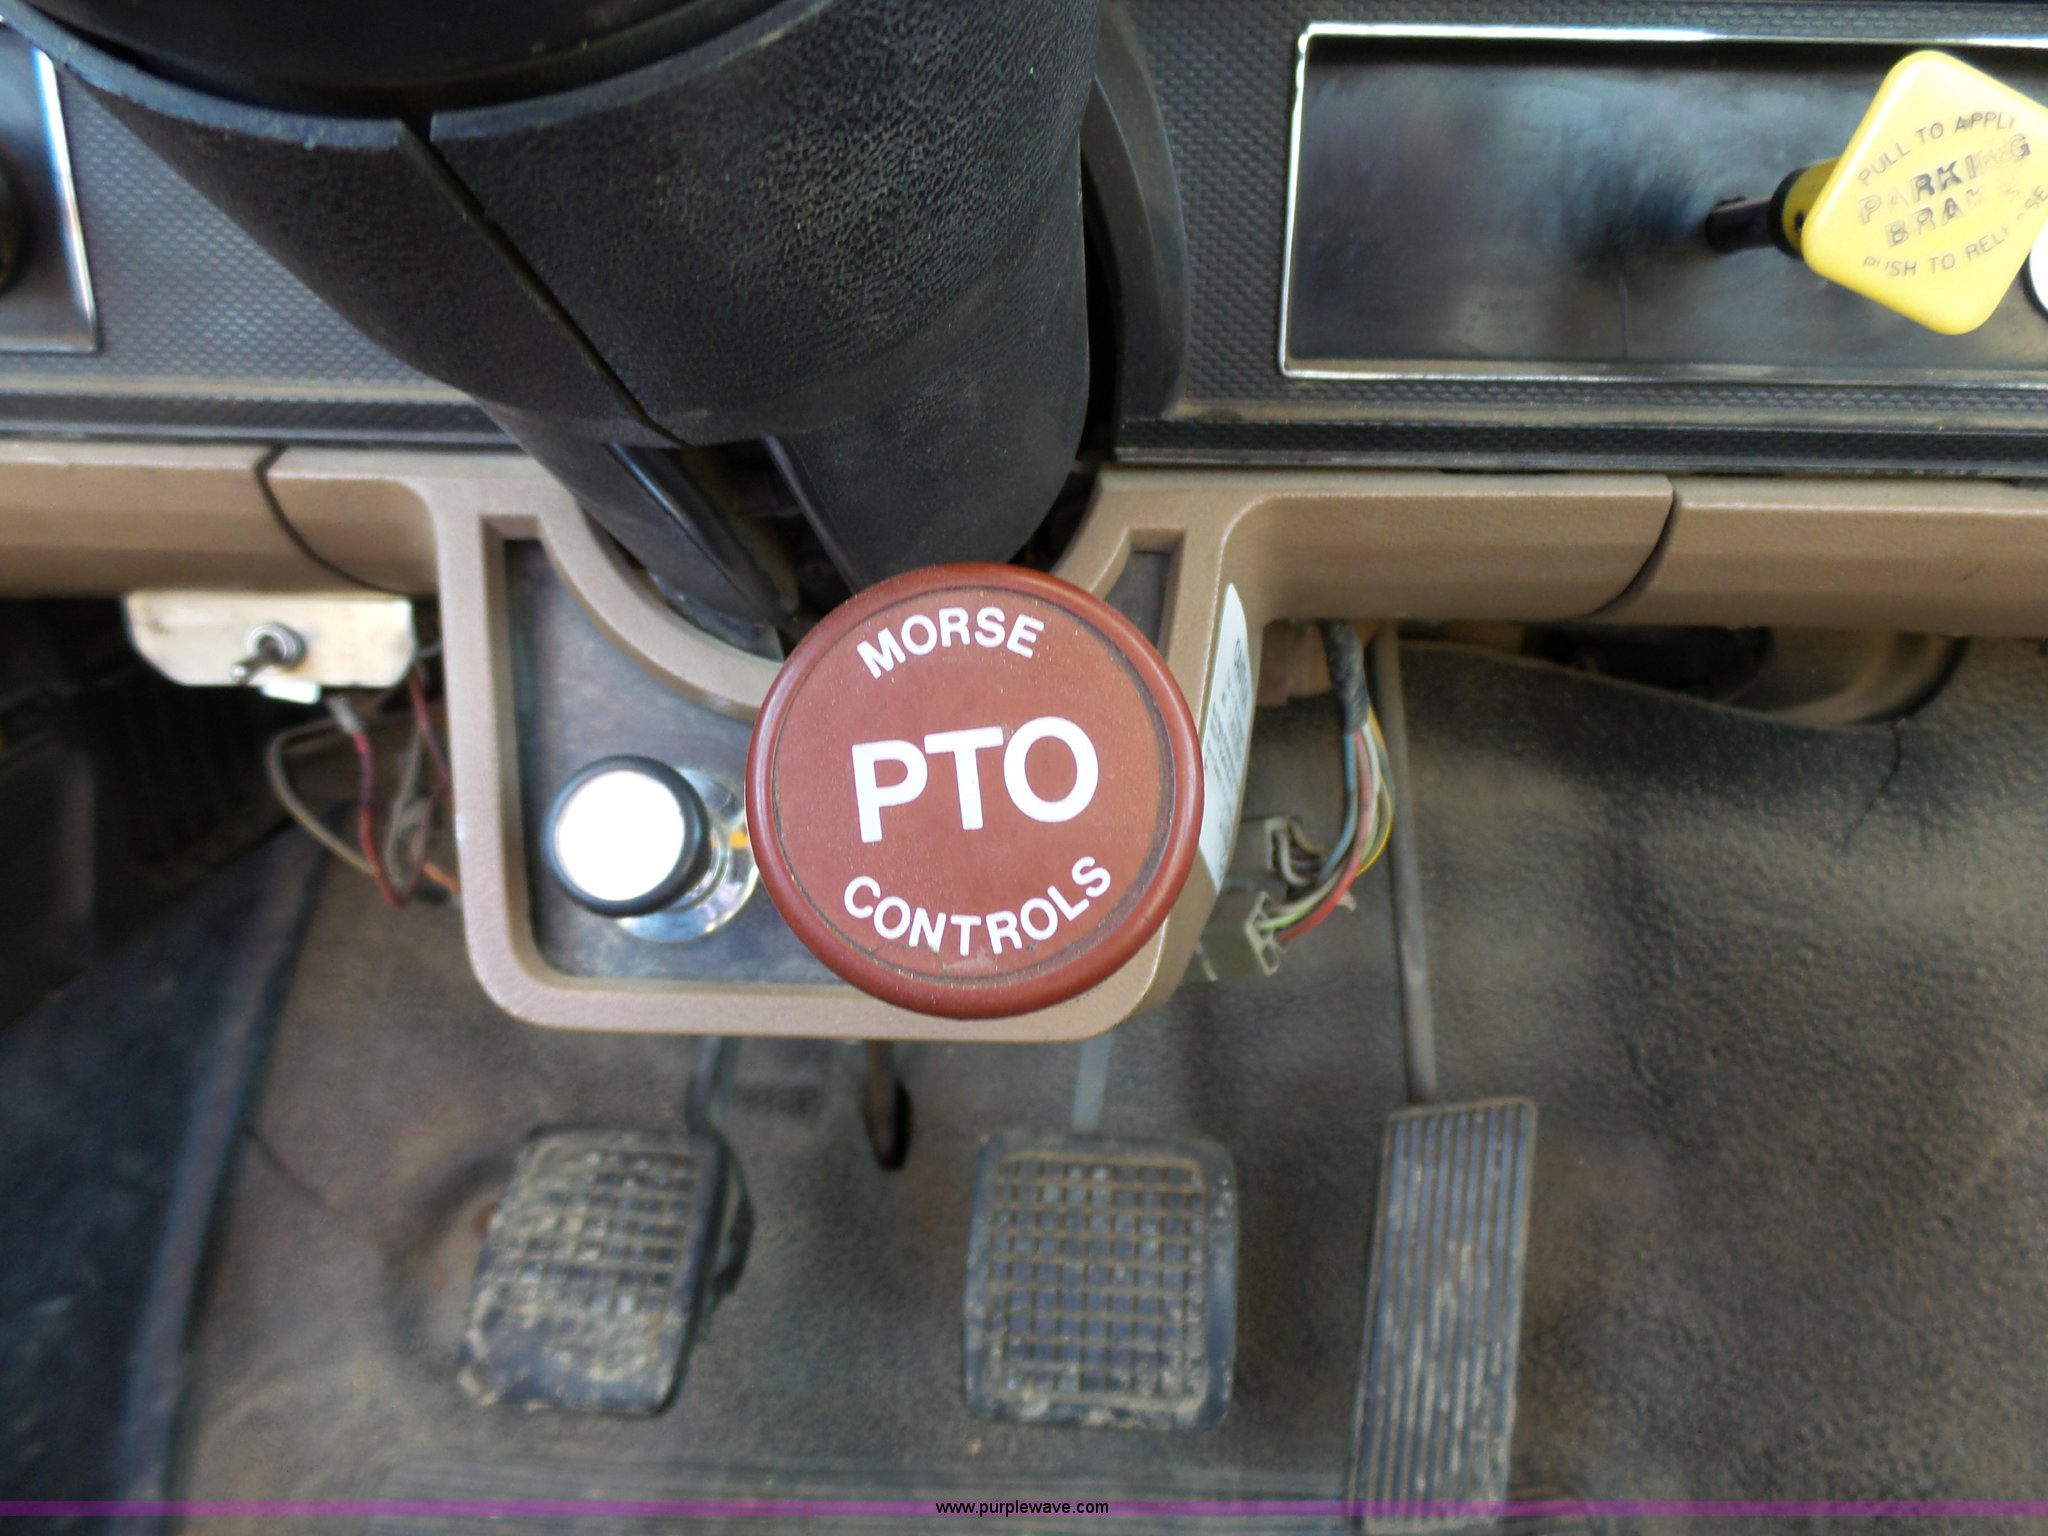 PULL TO APPLY
PARKING
BRAKE
PUSH TO RELEASE
MORSE
PTO
CONTROLS
www.purplewave.com